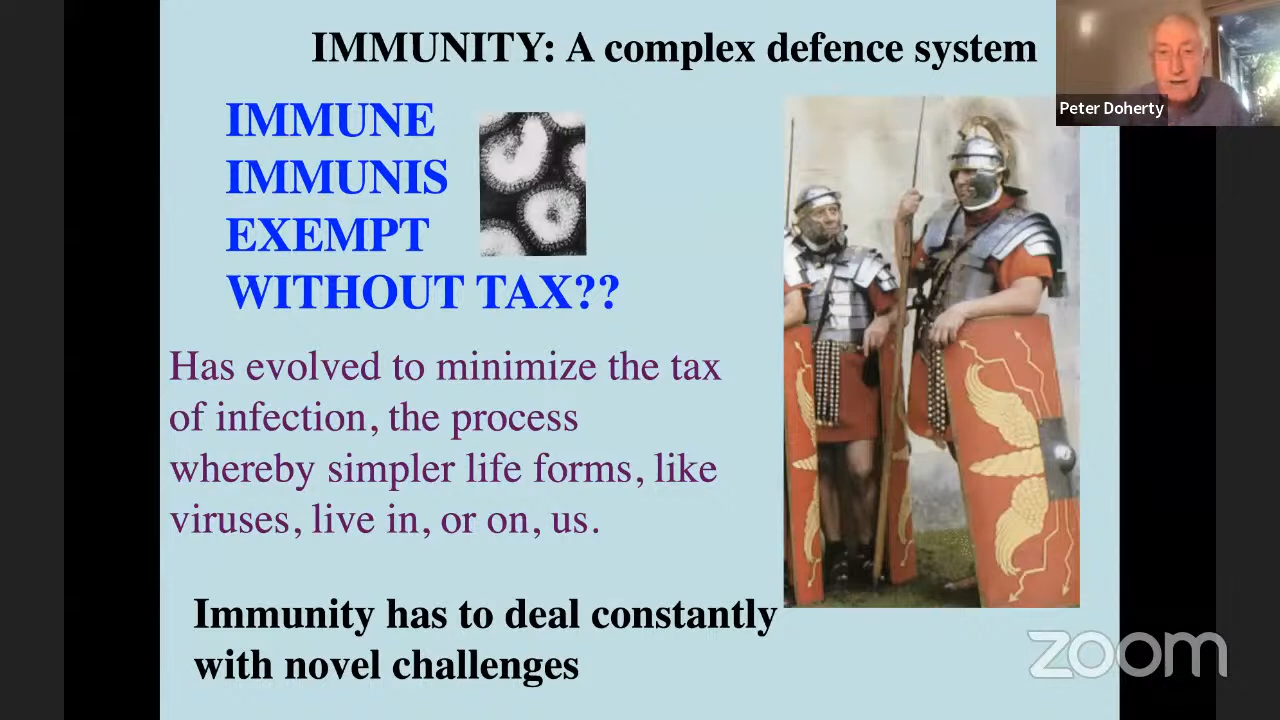 IMMUNITY: A complex defence system
Peter Doherty
IMMUNE
IMMUNIS
EXEMPT
WITHOUT TAX??
Has evolved to minimize the tax
of infection, the process
whereby simpler life forms, like
viruses, live in, or on, us.
Immunity has to deal constantly
with novel challenges
zoom